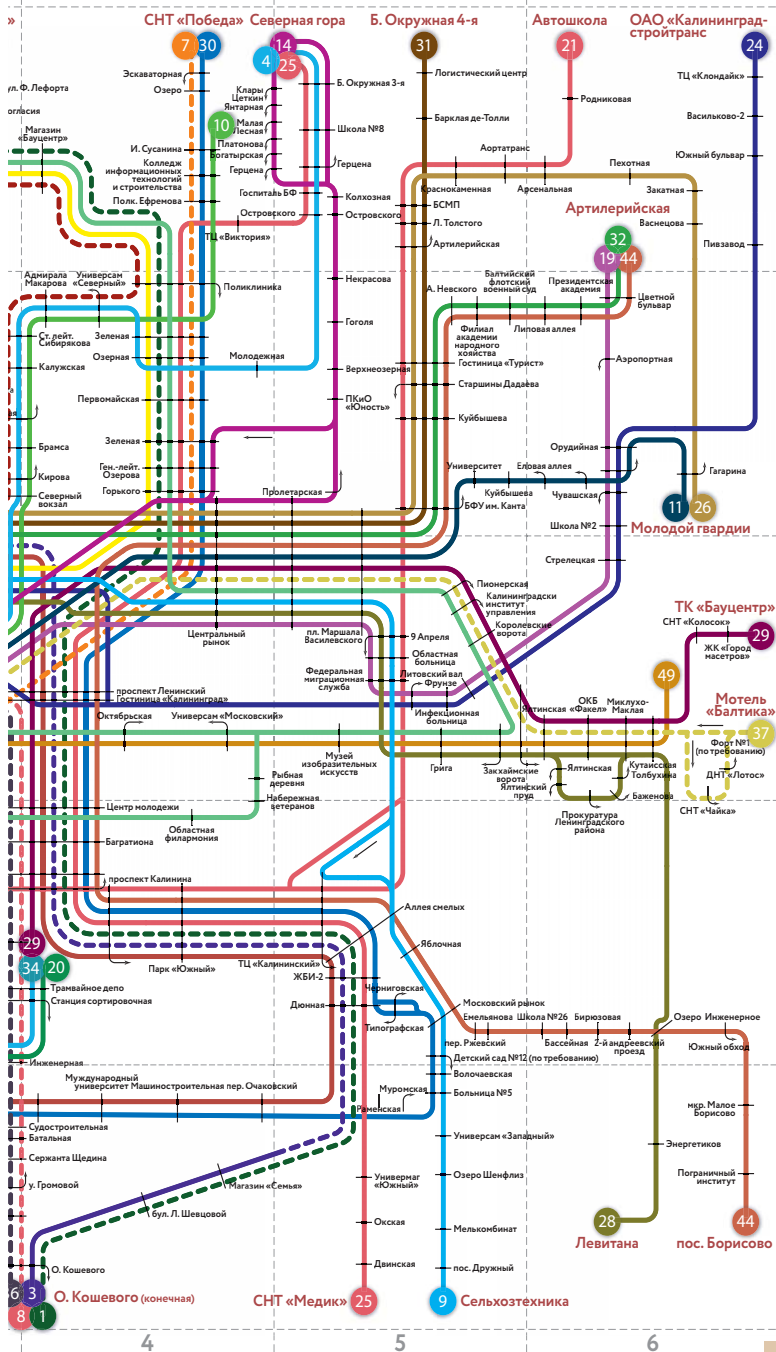 »
СНТ «Победа»
Северная гора
Б. Окружная 4-я
Автошкола
ОАО «Калининград-
стройтранс
7
30
14
4
25
31
21
24
Эскаваторная
Озеро
10
И. Сусанина
Колледж
информационных
технологий
и строительства
Полк. Ефремова
ул. Ф. Лефорта
огласия
Магазин
«Бауцентр»
Клары
Цеткин
Янтарная
Малая
Лесная
Платонова
Богатырская
Герцена
Госпиталь БФ
Островского
ТЦ «Виктория»
Б. Окружная 3-я
Школа №8
Герцена
Колхозная
Островского
Некрасова
Гоголя
Верхнеозерная
ПКиО
«Юность»
Логистический центр
Барклая де-Толли
Родниковая
Аортатранс
Краснокаменная
Арсенальная
Пехотная
БСМП
Л. Толстого
Артилерийская
ТЦ «Клондайк»
Васильково-2
Южный бульвар
Закатная
Васнецова
Пивзавод
Артилерийская
32
19
44
Адмирала
Макарова
Универсам
«Северный»
Поликлиника
Ст. лейт.
Сибирякова
Калужская
Зеленая
Озерная
Молодежная
Первомайская
Зеленая
Ген.-лейт.
Озерова
Горького
Брамса
Кирова
Северный
вокзал
Пролетарская
А. Невского
Балтийский
флотский
военный суд
Президентская
академия
Цветной
бульвар
Филиал
академии
народного
хозяйства
Липовая аллея
Гостиница «Турист»
Старшины Дадаева
Куйбышева
Аэропортная
Орудийная
Университет
Еловая аллея
Куйбышева
Чувашская
БФУ им. Канта
Школа №2
Стрелецкая
Гагарина
11
26
Молодой гвардии
Центральный
рынок
Пионерская
Калининградски
институт
управления
Королевские
ворота
пл. Маршала
Василевского
9 Апреля
Областная
больница
Федеральная
миграционная
служба
Литовский вал
Фрунзе
Инфекционная
больница
ТК «Бауцентр»
СНТ «Колосок»
29
ЖК «Город
масетров»
49
Мотель
«Балтика»
37
проспект Ленинский
Гостиница «Калининград»
Октябрьская
Универсам «Московский»
Музей
изобразительных
искусств
Грига
Ялтинская
ОКБ
«Факел»
Миклухо-
Маклая
Форт №1
(по требованию)
ДНТ «Лотос»
СНТ «Чайка»
Закхаймские
ворота
Ялтинский
пруд
Ялтинская
Кутаисская
Толбухина
Баженова
Прокуратура
Ленинградского
района
Рыбная
деревня
Набережная
ветеранов
Центр молодежи
Областная
филармония
Багратиона
проспект Калинина
Парк «Южный»
29
34
20
Трамвайное депо
Станция сортировочная
Инженерная
Аллея смелых
Яблочная
ТЦ «Калининский»
ЖБИ-2
Черниговская
Дюнная
Типографская
Московский рынок
Емельянова
Школа №26
Бирюзовая
Озеро
Инженерное
пер. Ржевский
Бассейная
2-й андреевский
проезд
Южный обход
Детский сад №12 (по требованию)
Волочаевская
Больница №5
Международный
университет
Машиностроительная
пер. Очаковский
Муромская
Раменская
Судостроительная
Батальная
Сержанта Щедина
у. Громовой
Магазин «Семья»
бул. Л. Шевцовой
О. Кошевого
Универмаг
«Южный»
Окская
Двинская
Универсам «Западный»
Озеро Шенфлиз
Мелькомбинат
пос. Дружный
мкр. Малое
Борисово
Энергетиков
Пограничный
институт
28
Левитана
44
пос. Борисово
6
3
8
1
О. Кошевого (конечная)
СНТ «Медик»
25
9
Сельхозтехника
4
5
6